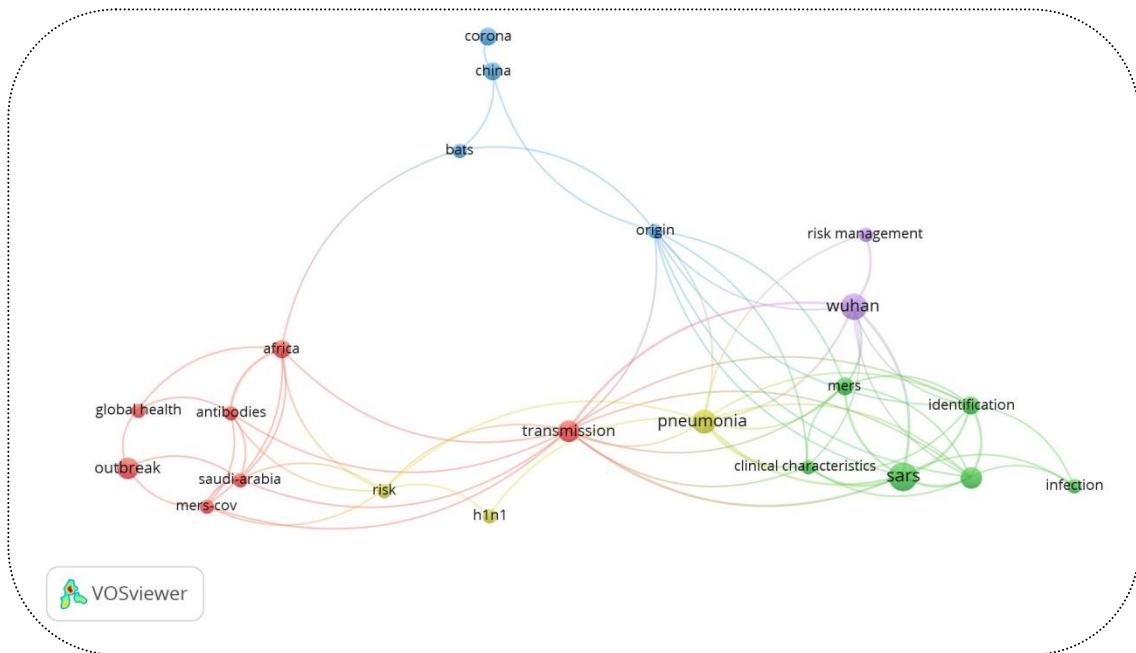 corona
china
bats
origin
risk management
wuhan
africa
mers
identification
global health
antibodies
pneumonia
transmission
outbreak
clinical characteristics
saudi-arabia
sars
infection
risk
mers-cov
h1n1
VOSviewer